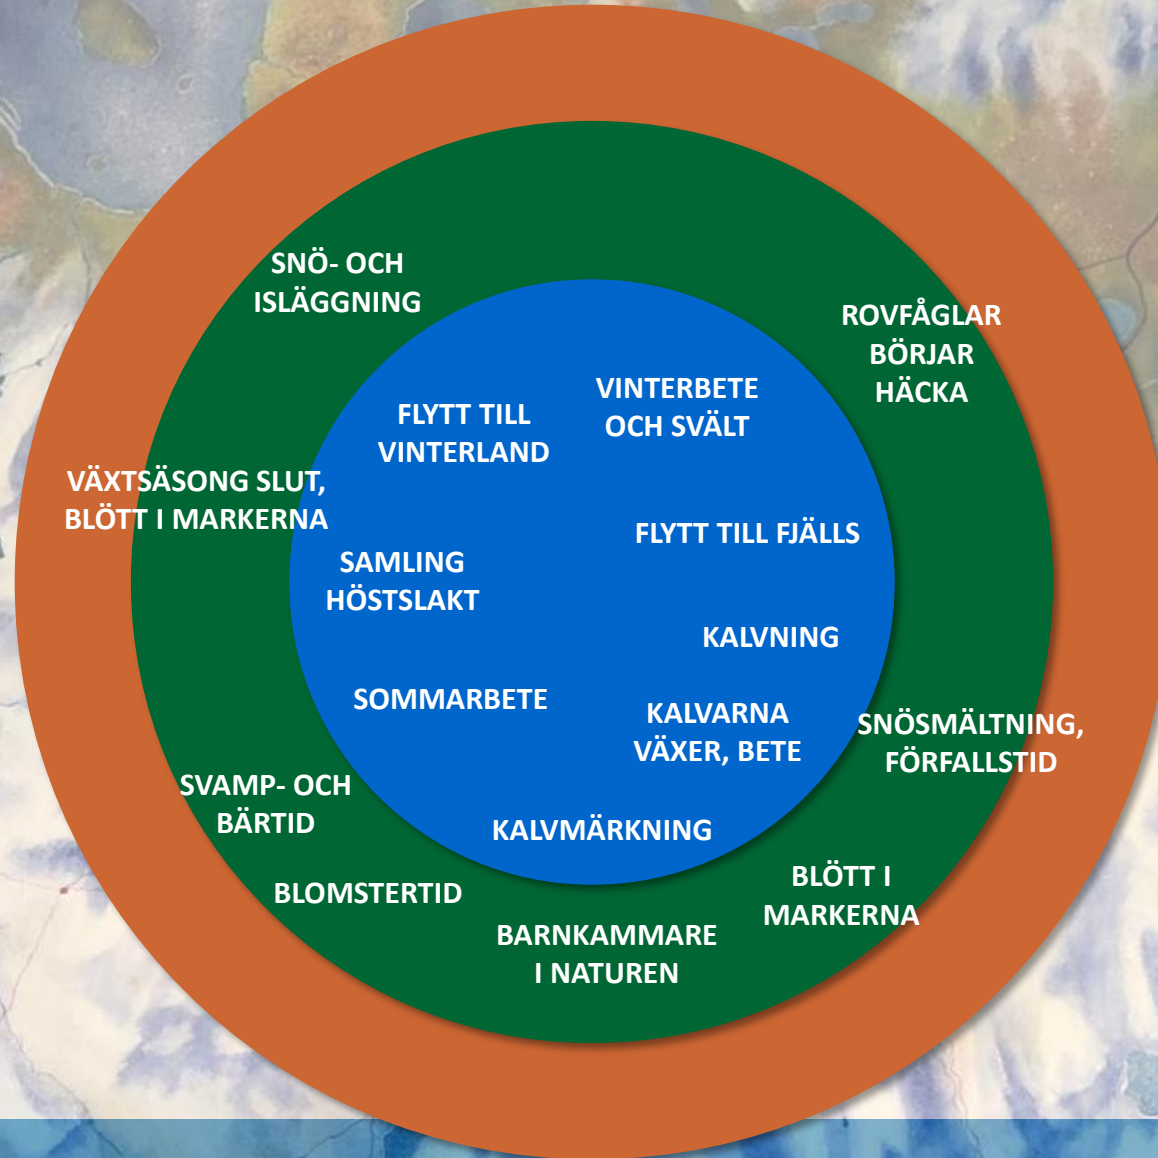 SNÖ- OCH
ISLÄGGNING
ROVFÅGLAR
BÖRJAR
HÄCKA
VINTERBETE
OCH SVÄLT
FLYTT TILL
VINTERLAND
VÄXTSÄSONG SLUT,
BLÖTT I MARKERNA
FLYTT TILL FJÄLLS
SAMLING
HÖSTSLAKT
KALVNING
SOMMARBETE
KALVARNA
VÄXER, BETE
SNÖSMÄLTNING,
FÖRFALLSTID
SVAMP- OCH
BÄRTID
KALVMÄRKNING
BLOMSTERTID
BLÖTT I
MARKERNA
BARNKAMMARE
I NATUREN